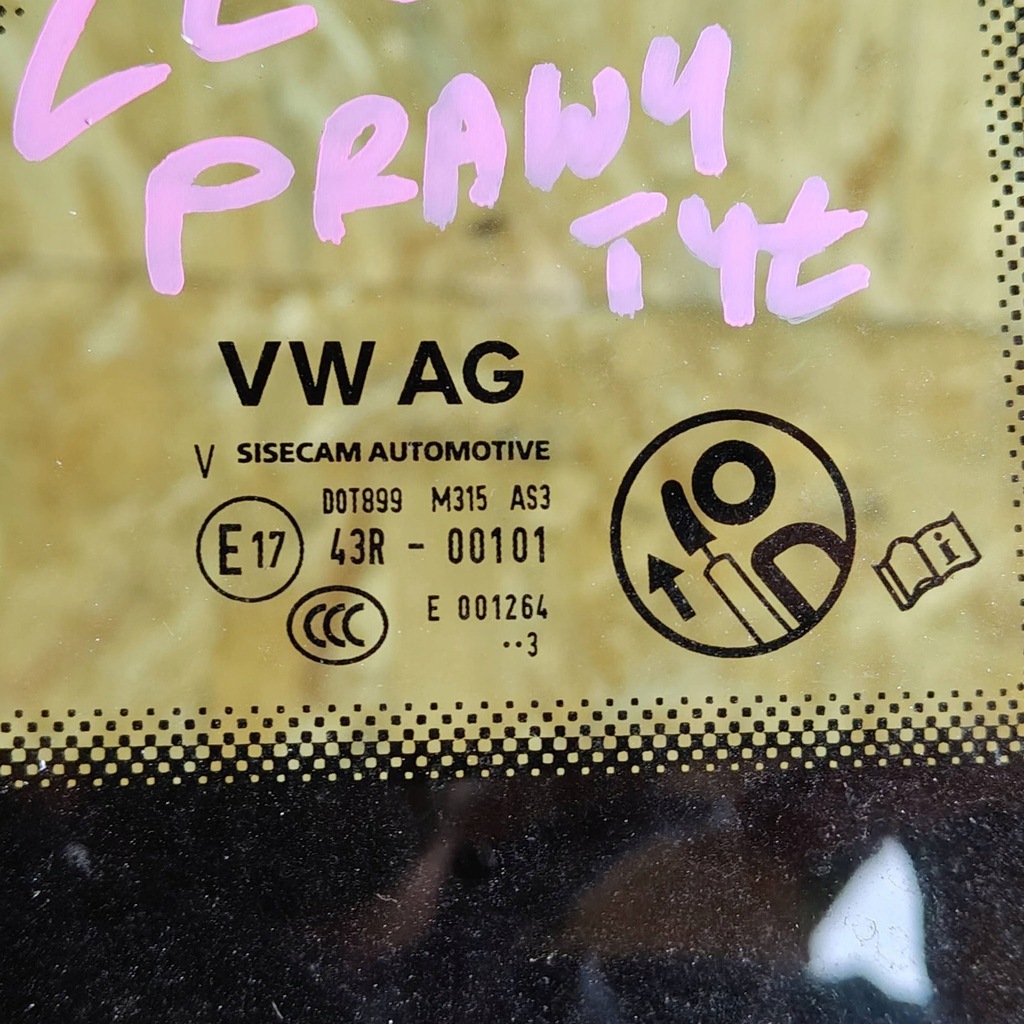 PRAWY
TYŁ
VW AG
V SISECAM AUTOMOTIVE
DOT899 M315 AS3
E17 43R - 00101
CCC E 001264
··3
i